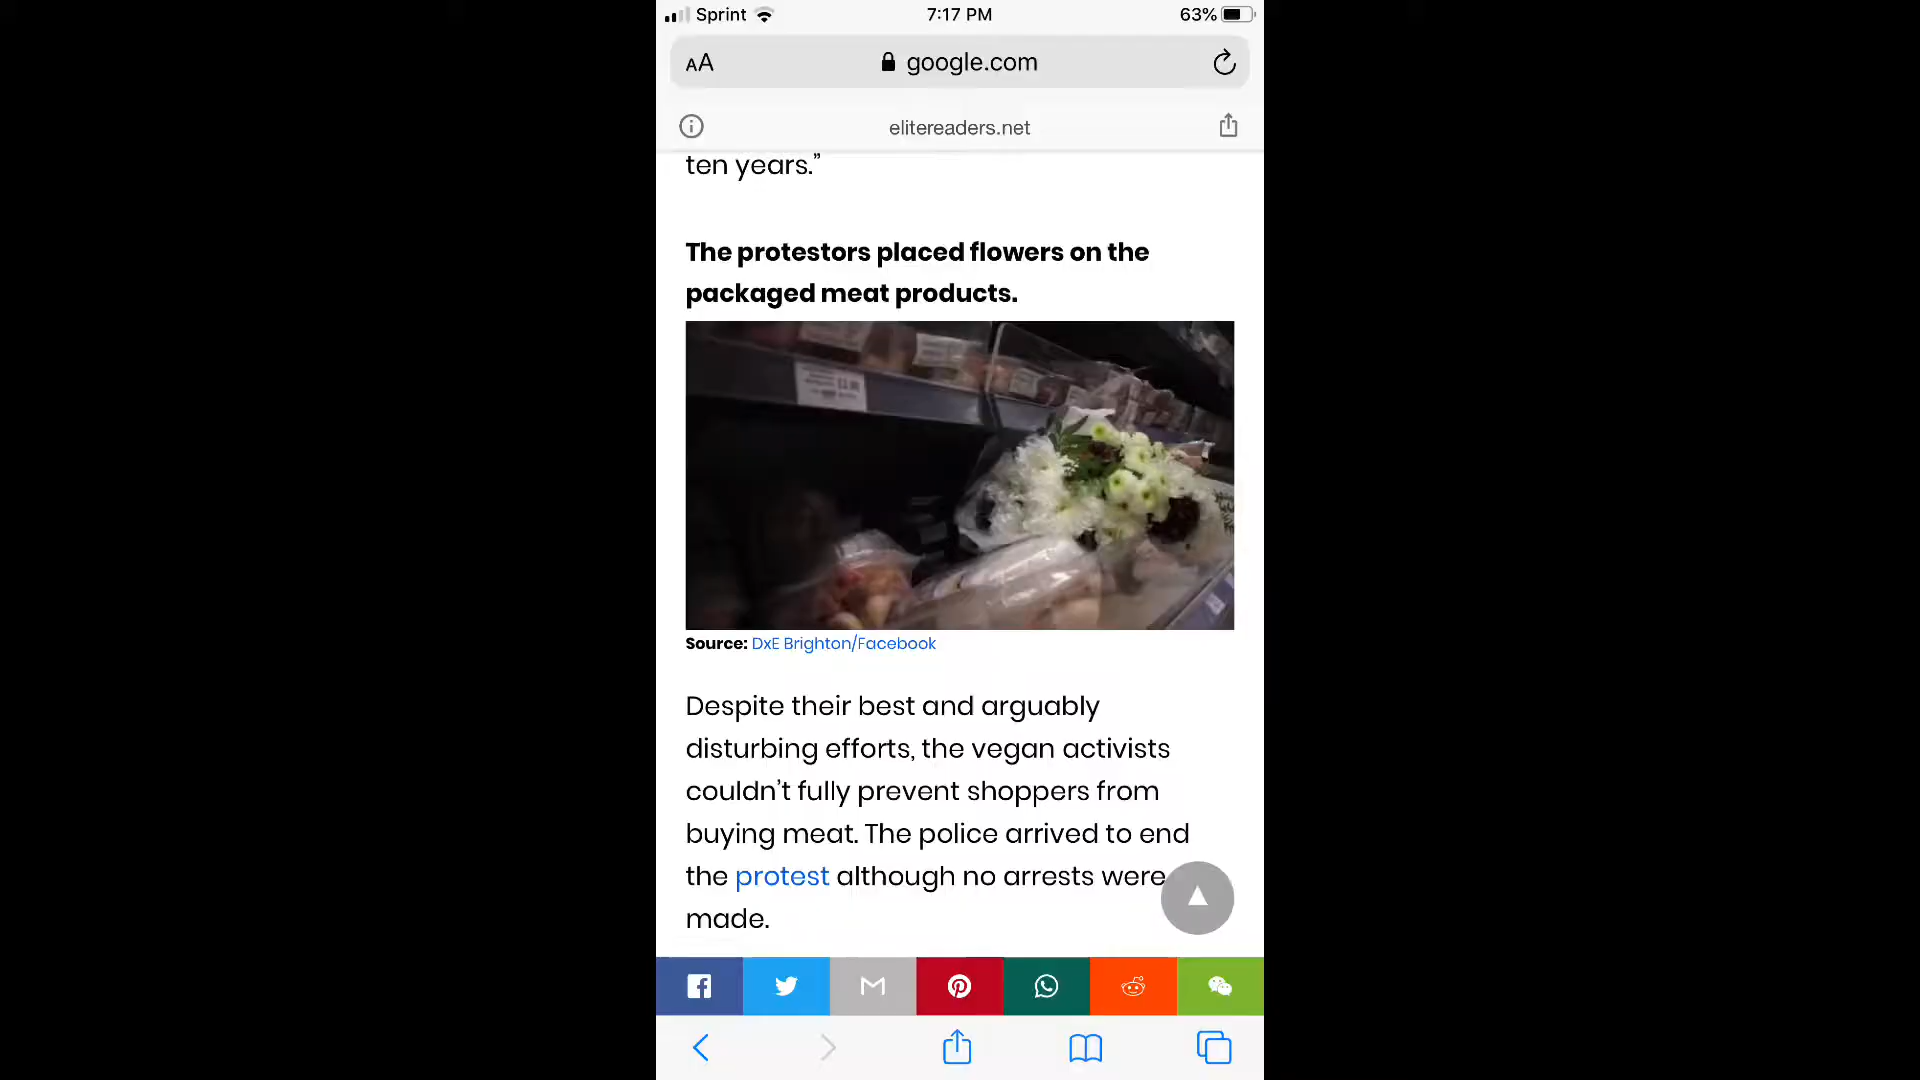 Sprint
7:17 PM
63%
AA
google.com
elitereaders.net
ten years.”
The protestors placed flowers on the
packaged meat products.
Source: DxE Brighton/Facebook
Despite their best and arguably
disturbing efforts, the vegan activists
couldn’t fully prevent shoppers from
buying meat. The police arrived to end
the protest although no arrests were
made.